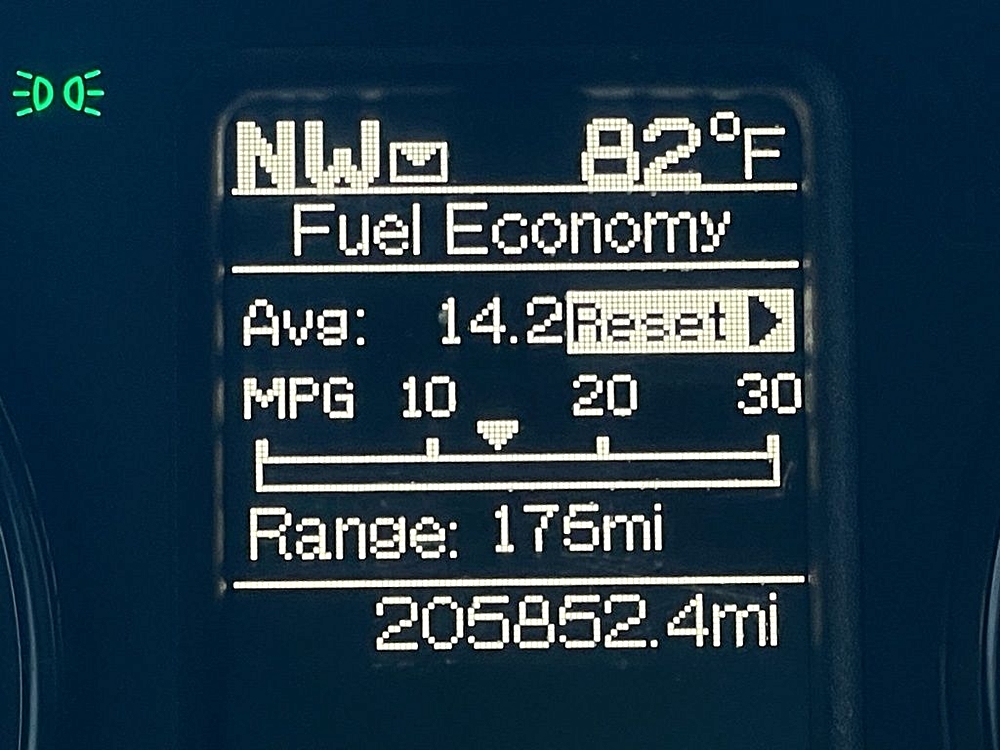 NW 82°F
Fuel Economy
Avg: 14.2 Reset
MPG 10 20 30
Range: 175mi
205852.4mi